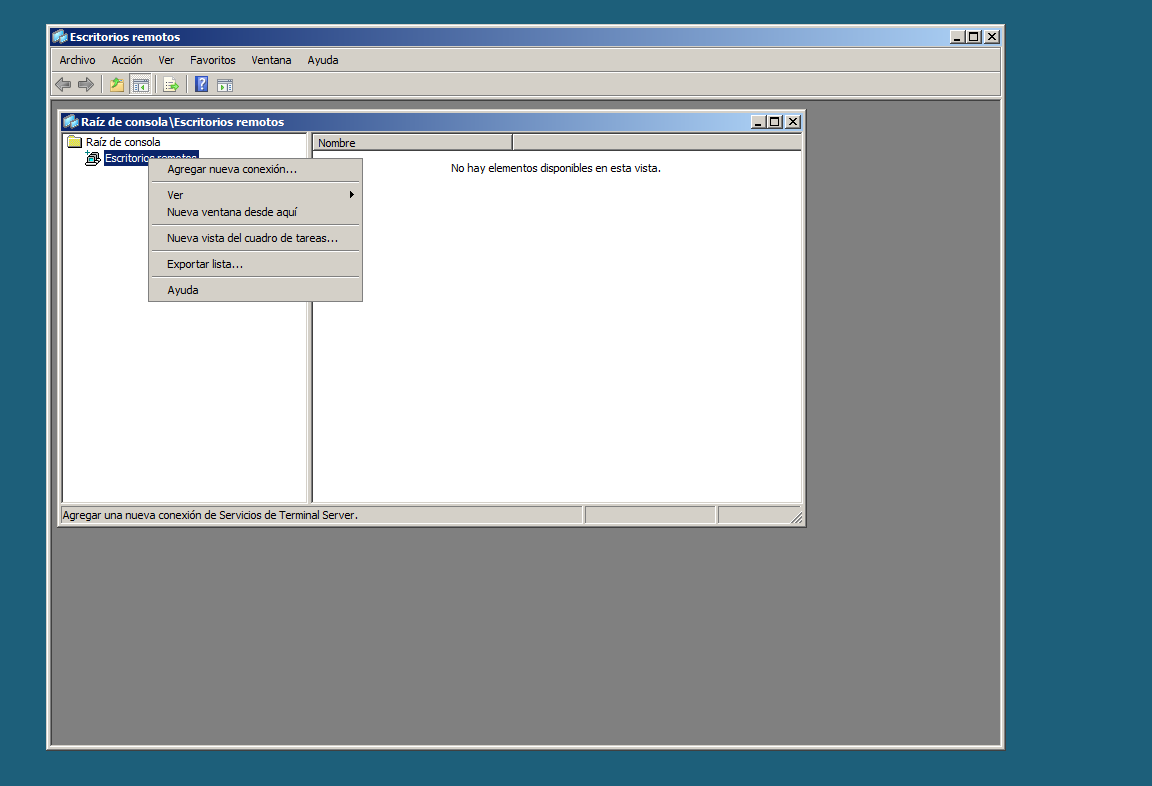 Escritorios remotos
Archivo Acción Ver Favoritos Ventana Ayuda
Raíz de consola\Escritorios remotos
Raíz de consola
Nombre
Escritorios remotos
No hay elementos disponibles en esta vista.
Agregar nueva conexión...
Ver
Nueva ventana desde aquí
Nueva vista del cuadro de tareas...
Exportar lista...
Ayuda
Agregar una nueva conexión de Servicios de Terminal Server.